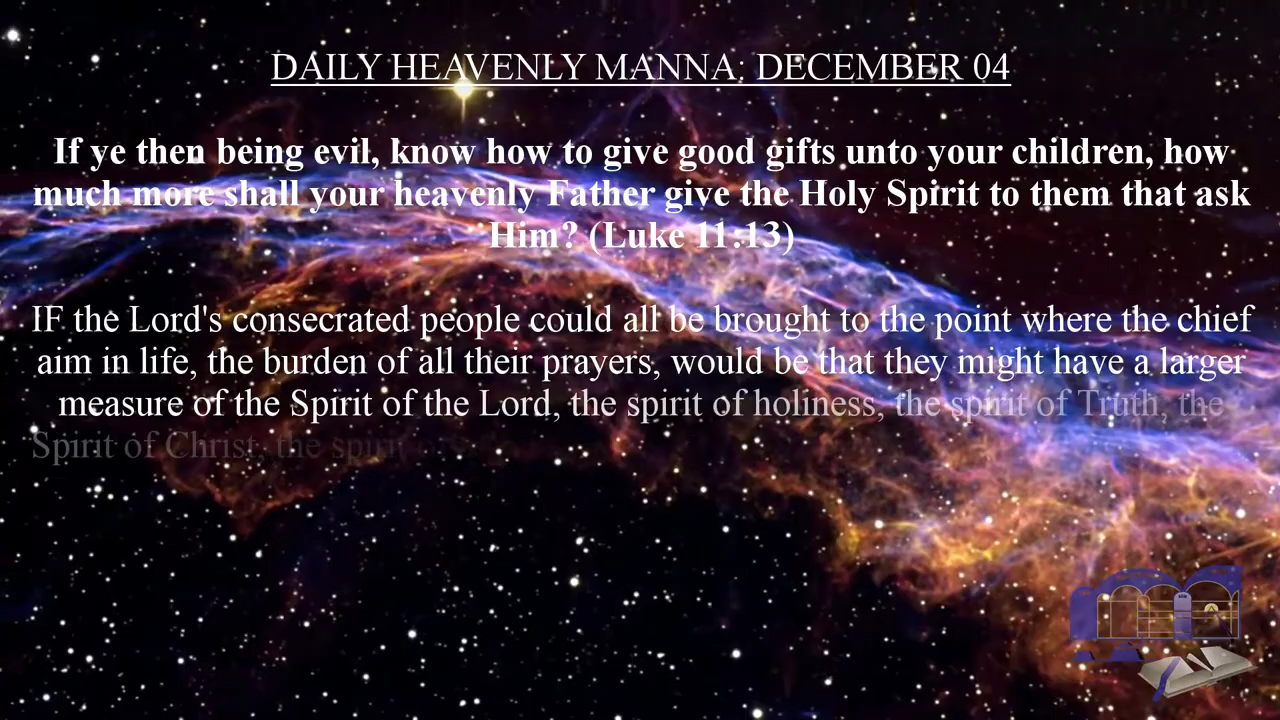 DAILY HEAVENLY MANNA: DECEMBER 04
If ye then being evil, know how to give good gifts unto your children, how
much more shall your heavenly Father give the Holy Spirit to them that ask
Him? (Luke 11:13)
IF the Lord's consecrated people could all be brought to the point where the chief
aim in life, the burden of all their prayers, would be that they might have a larger
measure of the Spirit of the Lord, the spirit of holiness, the spirit of Truth, the
Spirit of Christ, the spirit